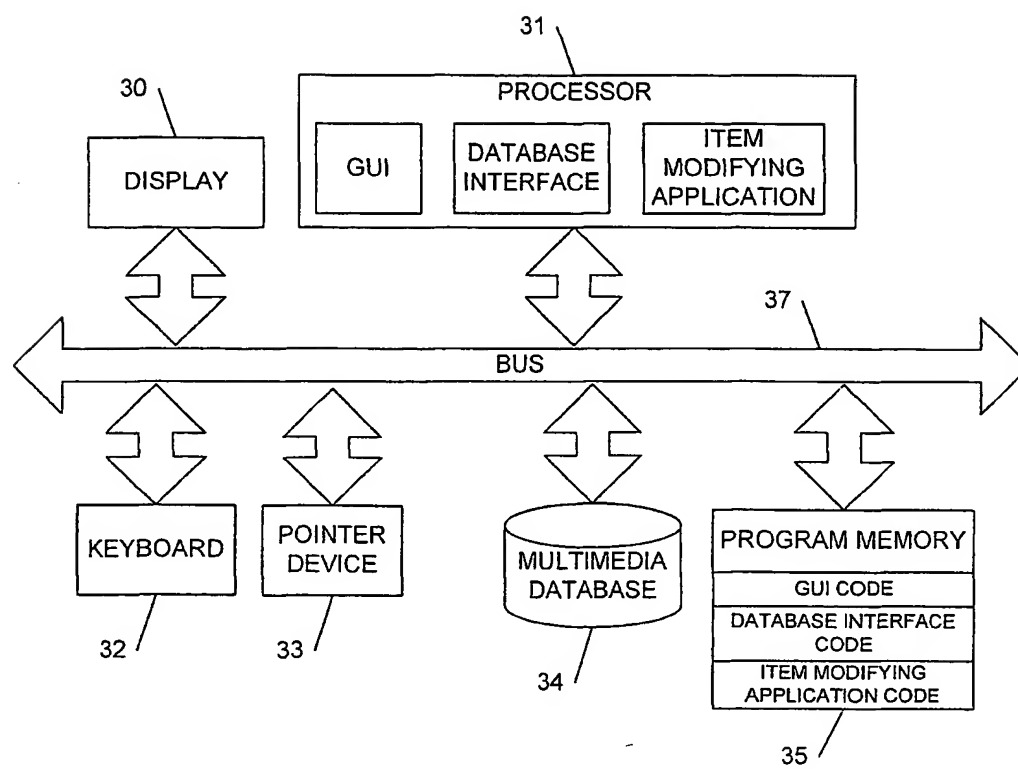 31
30
PROCESSOR
DISPLAY
GUI
DATABASE
INTERFACE
ITEM
MODIFYING
APPLICATION
37
BUS
KEYBOARD
POINTER
DEVICE
MULTIMEDIA
DATABASE
PROGRAM MEMORY
GUI CODE
DATABASE INTERFACE
CODE
ITEM MODIFYING
APPLICATION CODE
32
33
34
35